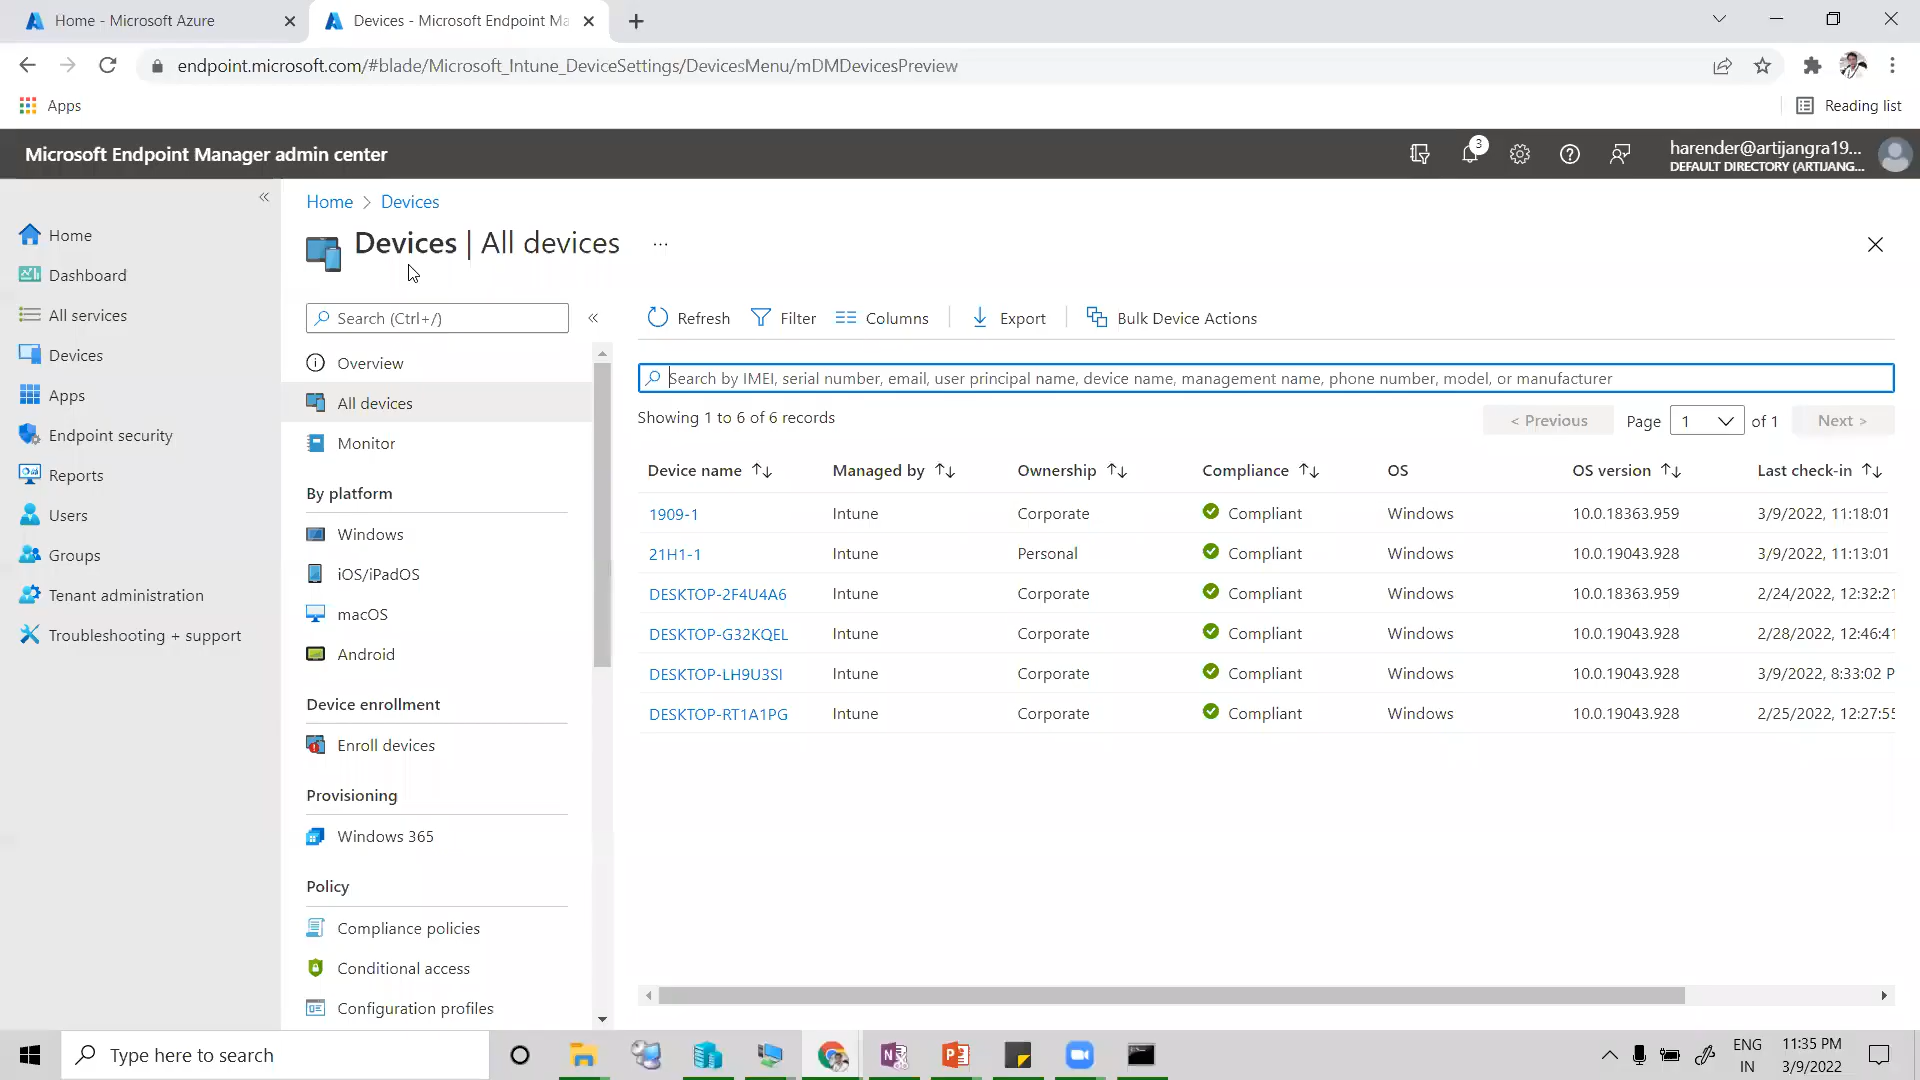 Home - Microsoft Azure
Devices - Microsoft Endpoint Ma
endpoint.microsoft.com/#blade/Microsoft_Intune_DeviceSettings/DevicesMenu/mDMDevicesPreview
Apps
Reading list
Microsoft Endpoint Manager admin center
3
harender@artijangra19...
DEFAULT DIRECTORY (ARTIJANG...
Home
Dashboard
All services
Devices
Apps
Endpoint security
Reports
Users
Groups
Tenant administration
Troubleshooting + support
Home > Devices
Devices | All devices ...
Search (Ctrl+/)
Overview
All devices
Monitor
By platform
Windows
iOS/iPadOS
macOS
Android
Device enrollment
Enroll devices
Provisioning
Windows 365
Policy
Compliance policies
Conditional access
Configuration profiles
Refresh Filter Columns Export Bulk Device Actions
Search by IMEI, serial number, email, user principal name, device name, management name, phone number, model, or manufacturer
Showing 1 to 6 of 6 records
< Previous Page 1 of 1 Next >
Device name Managed by Ownership Compliance OS OS version Last check-in
1909-1 Intune Corporate Compliant Windows 10.0.18363.959 3/9/2022, 11:18:01
21H1-1 Intune Personal Compliant Windows 10.0.19043.928 3/9/2022, 11:13:01
DESKTOP-2F4U4A6 Intune Corporate Compliant Windows 10.0.18363.959 2/24/2022, 12:32:21
DESKTOP-G32KQEL Intune Corporate Compliant Windows 10.0.19043.928 2/28/2022, 12:46:41
DESKTOP-LH9U3SI Intune Corporate Compliant Windows 10.0.19043.928 3/9/2022, 8:33:02 P
DESKTOP-RT1A1PG Intune Corporate Compliant Windows 10.0.19043.928 2/25/2022, 12:27:55
Type here to search
ENG
IN
11:35 PM
3/9/2022